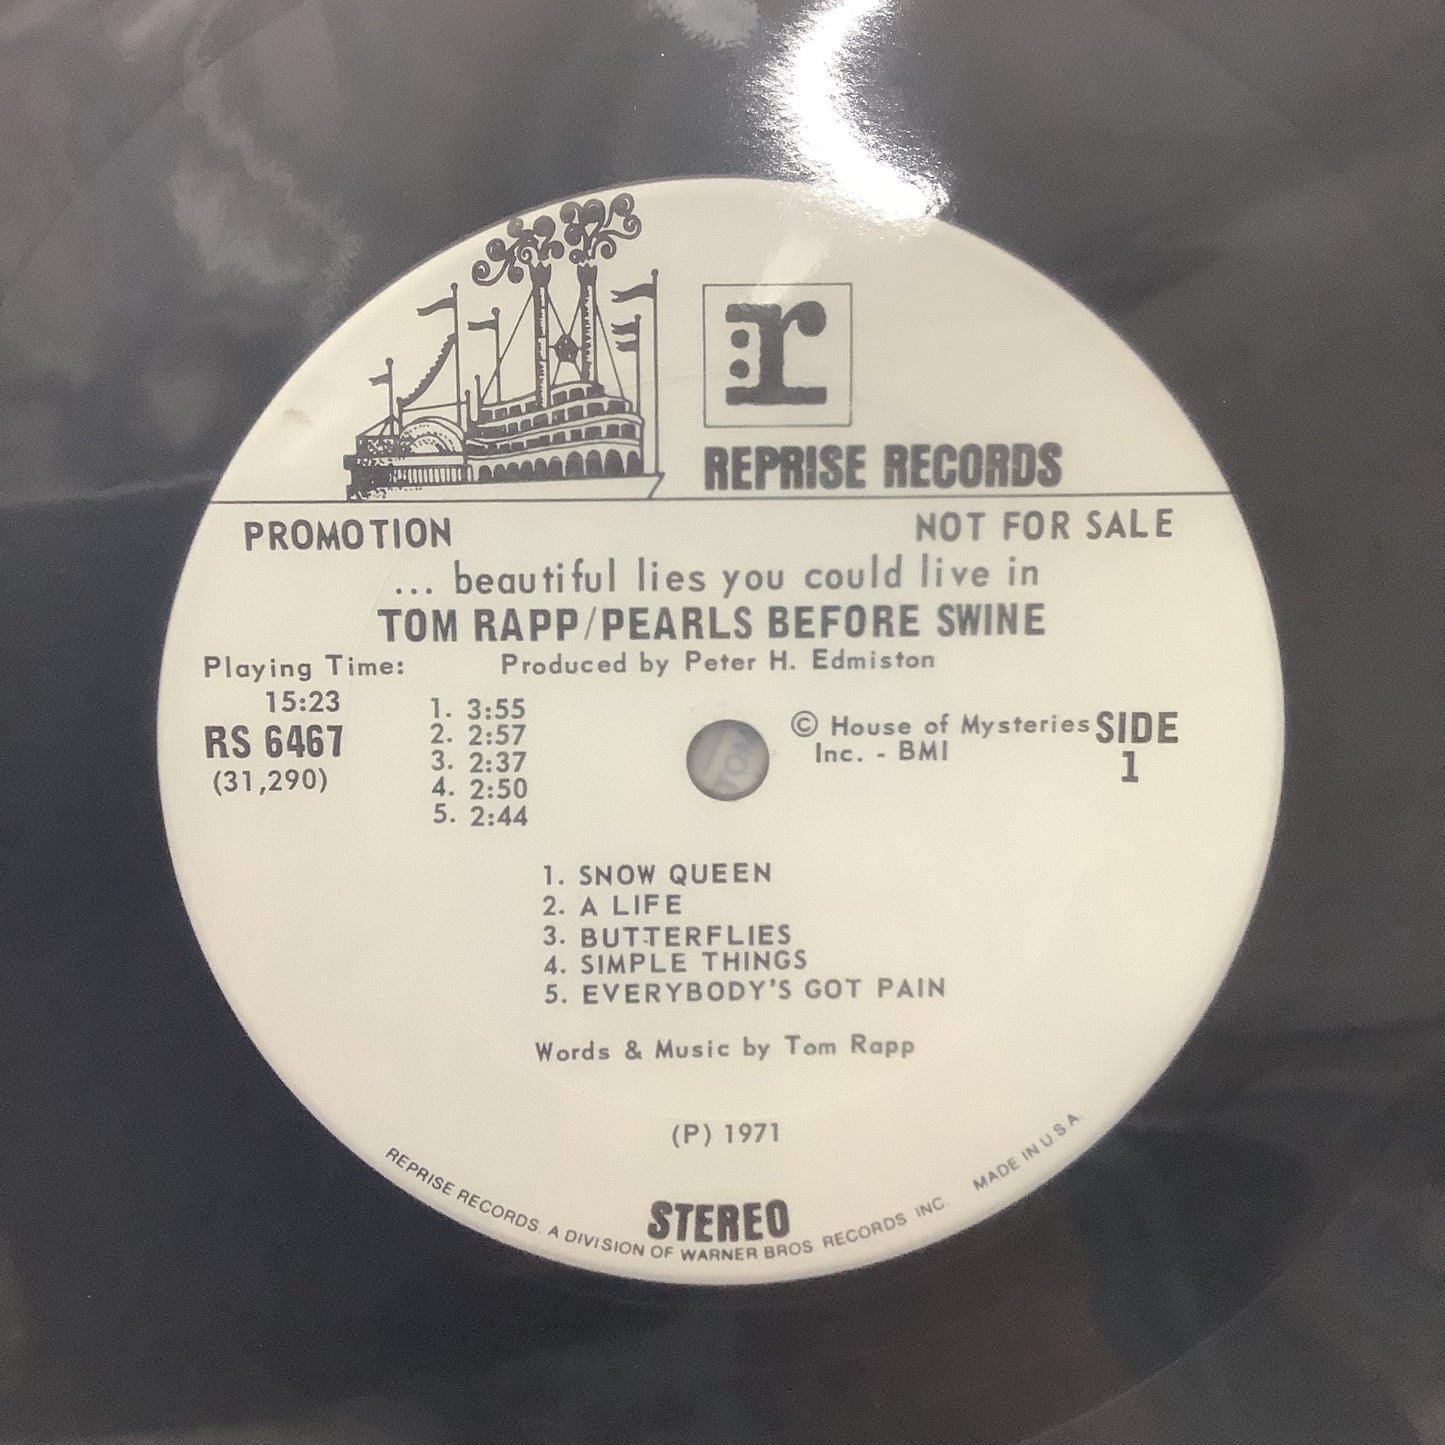 :r
REPRISE RECORDS
PROMOTION NOT FOR SALE
... beautiful lies you could live in
TOM RAPP/PEARLS BEFORE SWINE
Playing Time: Produced by Peter H. Edmiston
15:23
RS 6467
(31,290)
1. 3:55
2. 2:57
3. 2:37
4. 2:50
5. 2:44
© House of Mysteries
Inc. - BMI
SIDE
1
TOM
1. SNOW QUEEN
2. A LIFE
3. BUTTERFLIES
4. SIMPLE THINGS
5. EVERYBODY'S GOT PAIN
Words & Music by Tom Rapp
(P) 1971
STEREO
REPRISE RECORDS, A DIVISION OF WARNER BROS. RECORDS INC. MADE IN U.S.A.